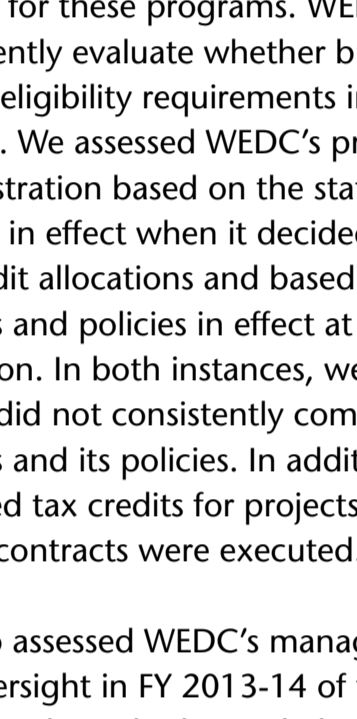 for these programs. WE
ently evaluate whether b
eligibility requirements i
. We assessed WEDC's pr
stration based on the sta
in effect when it decide
dit allocations and based
s and policies in effect at
on. In both instances, we
did not consistently com
s and its policies. In addit
ed tax credits for projects
contracts were executed.
o assessed WEDC's mana
ersight in FY 2013-14 of